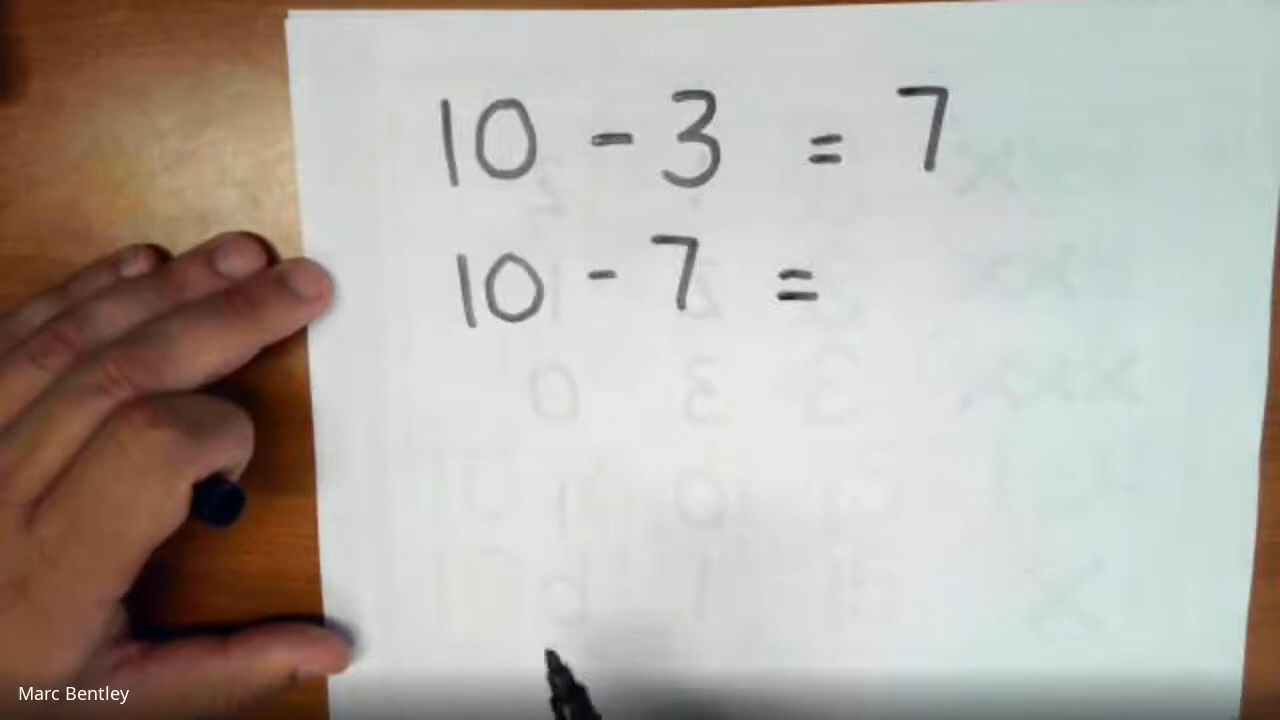 10 - 3 = 7
10 - 7 =
Marc Bentley